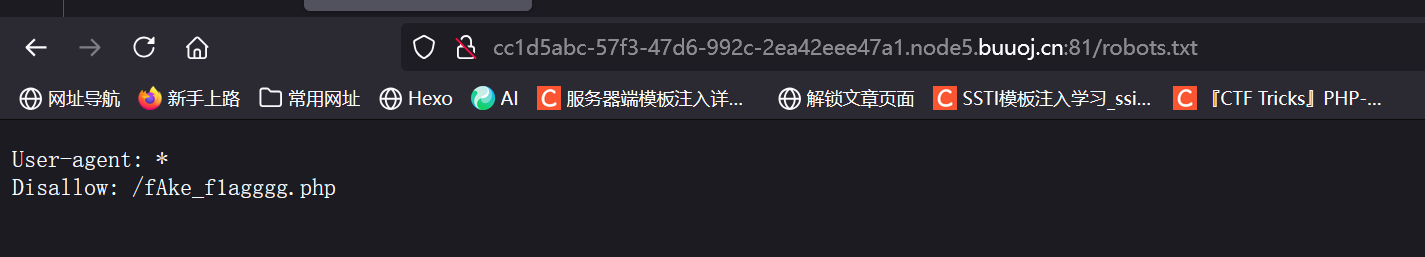 cc1d5abc-57f3-47d6-992c-2ea42eee47a1.node5.buuoj.cn:81/robots.txt
网址导航 新手上路 常用网址 Hexo AI C 服务器端模板注入详... 解锁文章页面 C SSTI模板注入学习_ssi... C 『CTF Tricks』PHP-...
User-agent: *
Disallow: /fAke_f1agggg.php